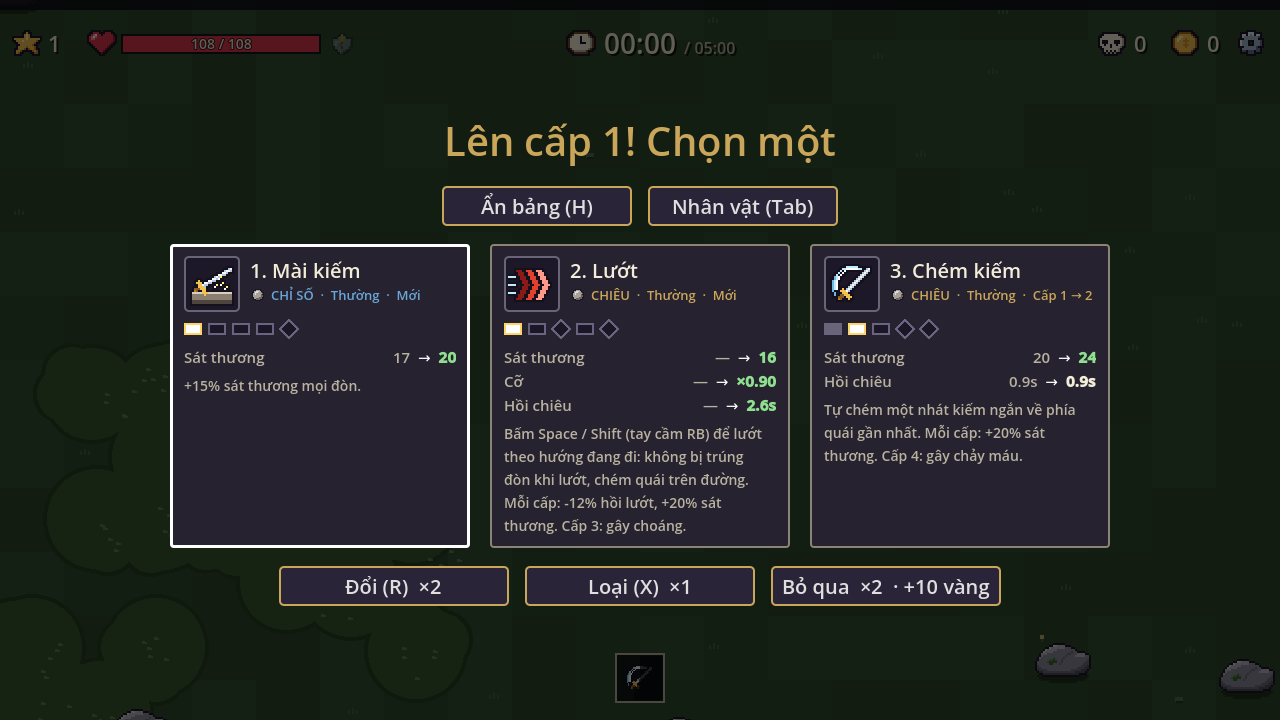 1
108 / 108
00:00 / 05:00
0
0
Lên cấp 1! Chọn một
Ẩn bảng (H)
Nhân vật (Tab)
1. Mài kiếm
CHỈ SỐ · Thường · Mới
Sát thương 17 → 20
+15% sát thương mọi đòn.
2. Lướt
CHIÊU · Thường · Mới
Sát thương — → 16
Cỡ — → ×0.90
Hồi chiêu — → 2.6s
Bấm Space / Shift (tay cầm RB) để lướt
theo hướng đang đi: không bị trúng
đòn khi lướt, chém quái trên đường.
Mỗi cấp: -12% hồi lướt, +20% sát
thương. Cấp 3: gây choáng.
3. Chém kiếm
CHIÊU · Thường · Cấp 1 → 2
Sát thương 20 → 24
Hồi chiêu 0.9s → 0.9s
Tự chém một nhát kiếm ngắn về phía
quái gần nhất. Mỗi cấp: +20% sát
thương. Cấp 4: gây chảy máu.
Đổi (R) ×2
Loại (X) ×1
Bỏ qua ×2 · +10 vàng